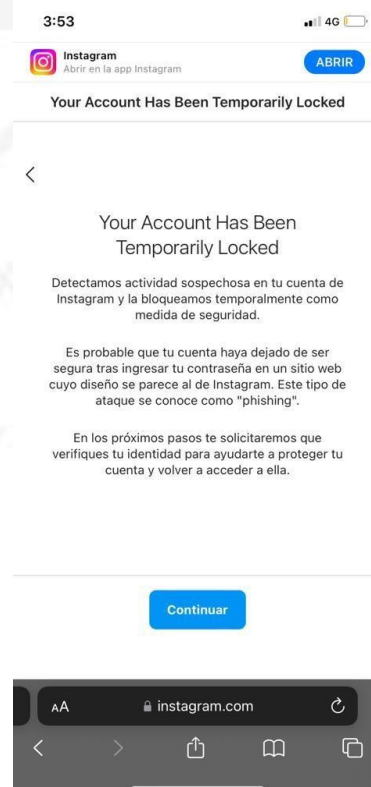 3:53
4G
Instagram
Abrir en la app Instagram
ABRIR
Your Account Has Been Temporarily Locked
Your Account Has Been
Temporarily Locked
Detectamos actividad sospechosa en tu cuenta de
Instagram y la bloqueamos temporalmente como
medida de seguridad.
Es probable que tu cuenta haya dejado de ser
segura tras ingresar tu contraseña en un sitio web
cuyo diseño se parece al de Instagram. Este tipo de
ataque se conoce como "phishing".
En los próximos pasos te solicitaremos que
verifiques tu identidad para ayudarte a proteger tu
cuenta y volver a acceder a ella.
Continuar
AA
instagram.com